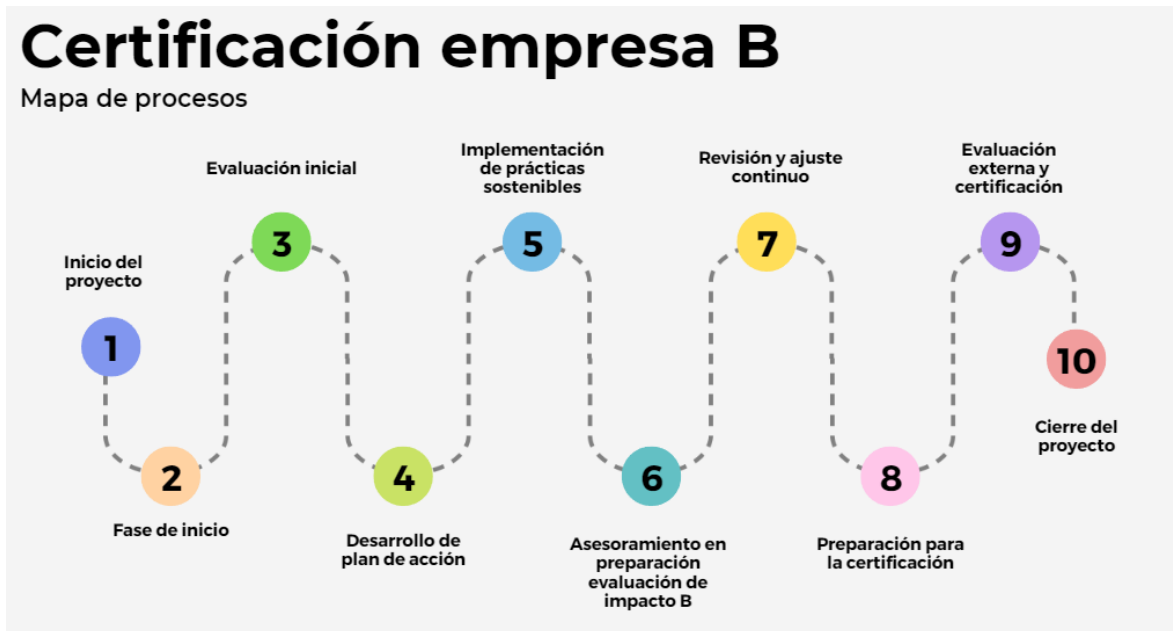 Certificación empresa B
Mapa de procesos
Inicio del
proyecto
1
2
Fase de inicio
Evaluación inicial
3
4
Desarrollo de
plan de acción
Implementación
de prácticas
sostenibles
5
6
Asesoramiento en
preparación
evaluación de
impacto B
Revisión y ajuste
continuo
7
8
Preparación para
la certificación
Evaluación
externa y
certificación
9
10
Cierre del
proyecto